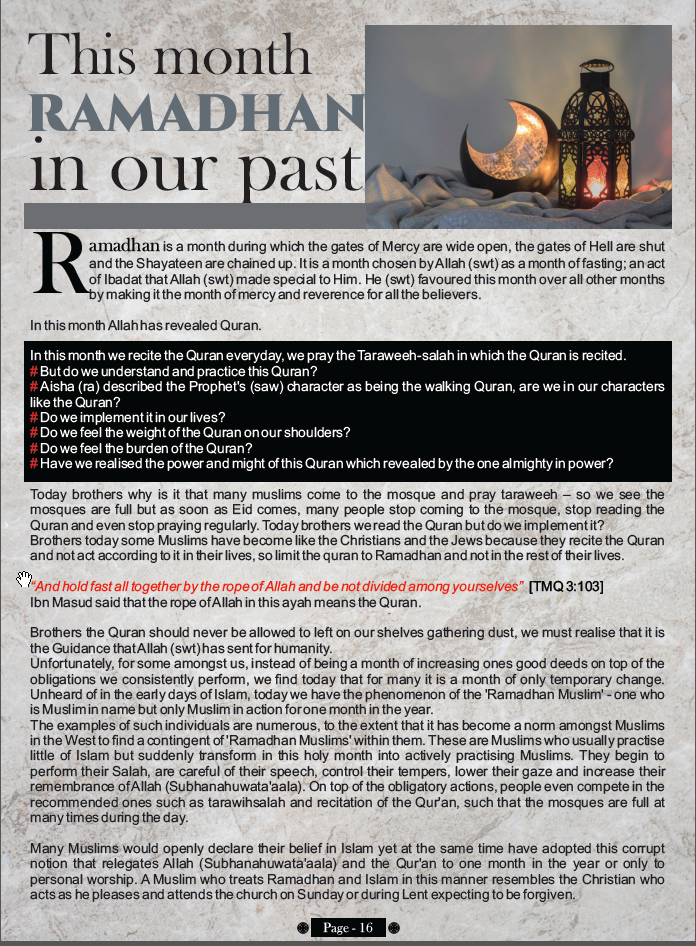 This month
RAMADHAN
in our past
Ramadhan is a month during which the gates of Mercy are wide open, the gates of Hell are shut
and the Shayateen are chained up. It is a month chosen by Allah (swt) as a month of fasting; an act
of Ibadat that Allah (swt) made special to Him. He (swt) favoured this month over all other months
by making it the month of mercy and reverence for all the believers.
In this month Allah has revealed Quran.
In this month we recite the Quran everyday, we pray the Taraweeh-salah in which the Quran is recited.
# But do we understand and practice this Quran?
# Aisha (ra) described the Prophet's (saw) character as being the walking Quran, are we in our characters
like the Quran?
# Do we implement it in our lives?
# Do we feel the weight of the Quran on our shoulders?
# Do we feel the burden of the Quran?
# Have we realised the power and might of this Quran which revealed by the one almighty in power?
Today brothers why is it that many muslims come to the mosque and pray taraweeh – so we see the
mosques are full but as soon as Eid comes, many people stop coming to the mosque, stop reading the
Quran and even stop praying regularly. Today brothers we read the Quran but do we implement it?
Brothers today some Muslims have become like the Christians and the Jews because they recite the Quran
and not act according to it in their lives, so limit the quran to Ramadhan and not in the rest of their lives.
"And hold fast all together by the rope of Allah and be not divided among yourselves" [TMQ 3:103]
Ibn Masud said that the rope of Allah in this ayah means the Quran.
Brothers the Quran should never be allowed to left on our shelves gathering dust, we must realise that it is
the Guidance that Allah (swt) has sent for humanity.
Unfortunately, for some amongst us, instead of being a month of increasing ones good deeds on top of the
obligations we consistently perform, we find today that for many it is a month of only temporary change.
Unheard of in the early days of Islam, today we have the phenomenon of the 'Ramadhan Muslim' - one who
is Muslim in name but only Muslim in action for one month in the year.
The examples of such individuals are numerous, to the extent that it has become a norm amongst Muslims
in the West to find a contingent of 'Ramadhan Muslims' within them. These are Muslims who usually practise
little of Islam but suddenly transform in this holy month into actively practising Muslims. They begin to
perform their Salah, are careful of their speech, control their tempers, lower their gaze and increase their
remembrance of Allah (Subhanahuwata'aala). On top of the obligatory actions, people even compete in the
recommended ones such as tarawihsalah and recitation of the Qur'an, such that the mosques are full at
many times during the day.
Many Muslims would openly declare their belief in Islam yet at the same time have adopted this corrupt
notion that relegates Allah (Subhanahuwata'aala) and the Qur'an to one month in the year or only to
personal worship. A Muslim who treats Ramadhan and Islam in this manner resembles the Christian who
acts as he pleases and attends the church on Sunday or during Lent expecting to be forgiven.
Page - 16